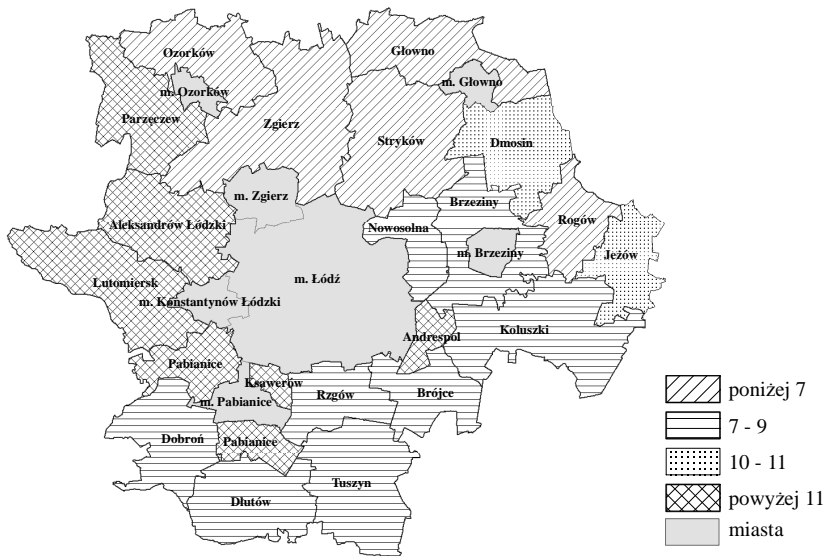 Ozorków
Głowno
m. Ozorków
m. Głowno
Parzęczew
Zgierz
Stryków
Dmosin
m. Zgierz
Brzeziny
Aleksandrów Łódzki
Nowosolna
Rogów
m. Brzeziny
Jeżów
Lutomiersk
m. Łódź
m. Konstantynów Łódzki
Koluszki
Andrespol
Pabianice
Ksawerów
Rzgów
Brójce
m. Pabianice
Dobroń
Pabianice
Tuszyn
Dłutów
poniżej 7
7 - 9
10 - 11
powyżej 11
miasta